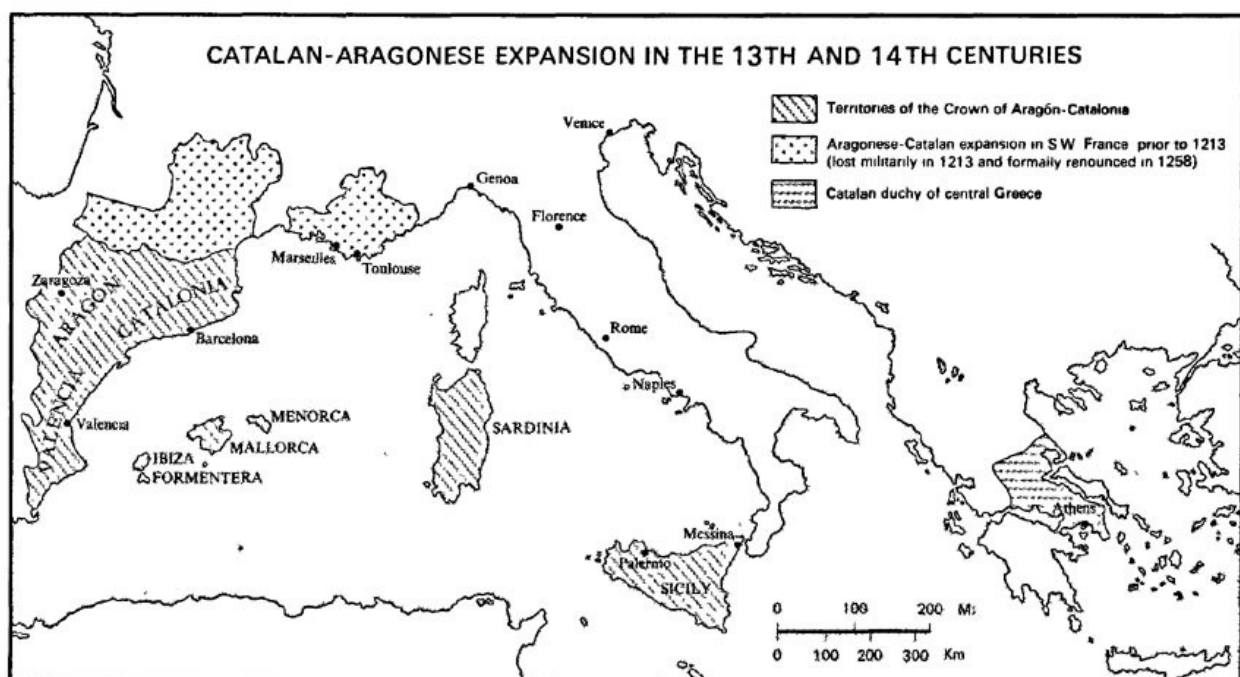 CATALAN-ARAGONESE EXPANSION IN THE 13TH AND 14TH CENTURIES
Territories of the Crown of Aragón-Catalonia
Aragonese-Catalan expansion in SW France prior to 1213
(lost militarily in 1213 and formally renounced in 1258)
Catalan duchy of central Greece
Venice
Genoa
Florence
Marseilles
Toulouse
Zaragoza
ARAGON
CATALONIA
Barcelona
Rome
Naples
VALENCIA
Valencia
MENORCA
MALLORCA
IBIZA
FORMENTERA
SARDINIA
Athens
Messina
Palermo
SICILY
0 100 200 Mi
0 100 200 300 Km